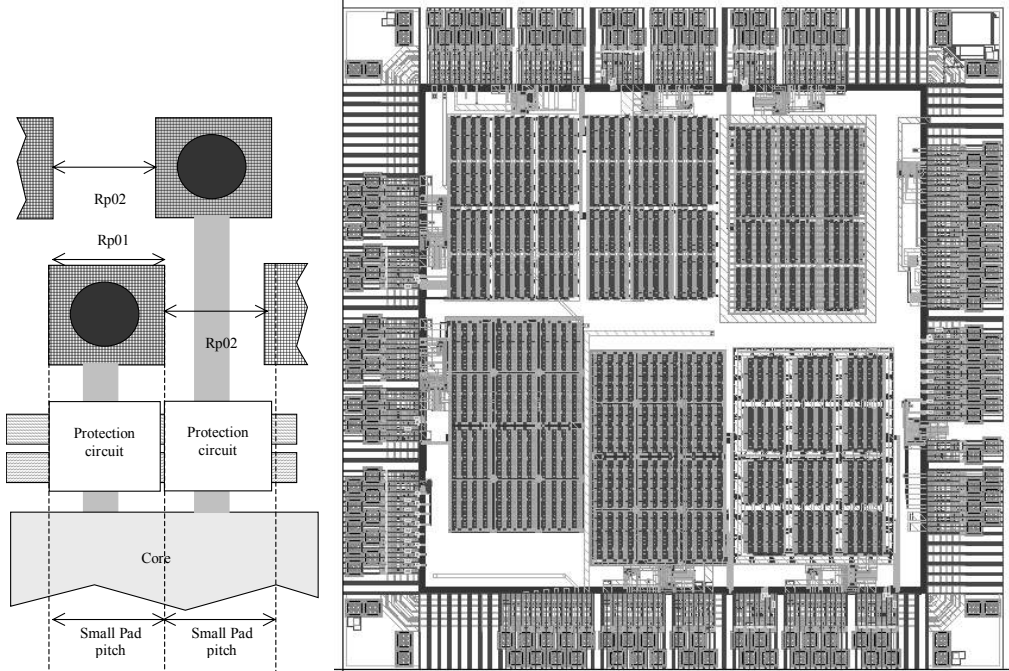 Rp02
Rp01
Rp02
Protection
circuit
Protection
circuit
Core
Small Pad
pitch
Small Pad
pitch